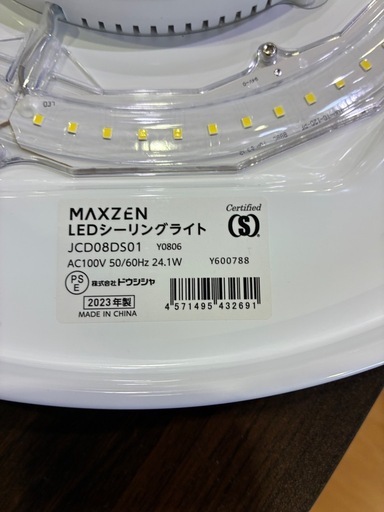 MAXZEN
LEDシーリングライト
JCD08DS01 Y0806
AC100V 50/60Hz 24.1W
Certified
S
Y600788
PS
E
株式会社ドウシシャ
2023年製
MADE IN CHINA
4 571495 432691